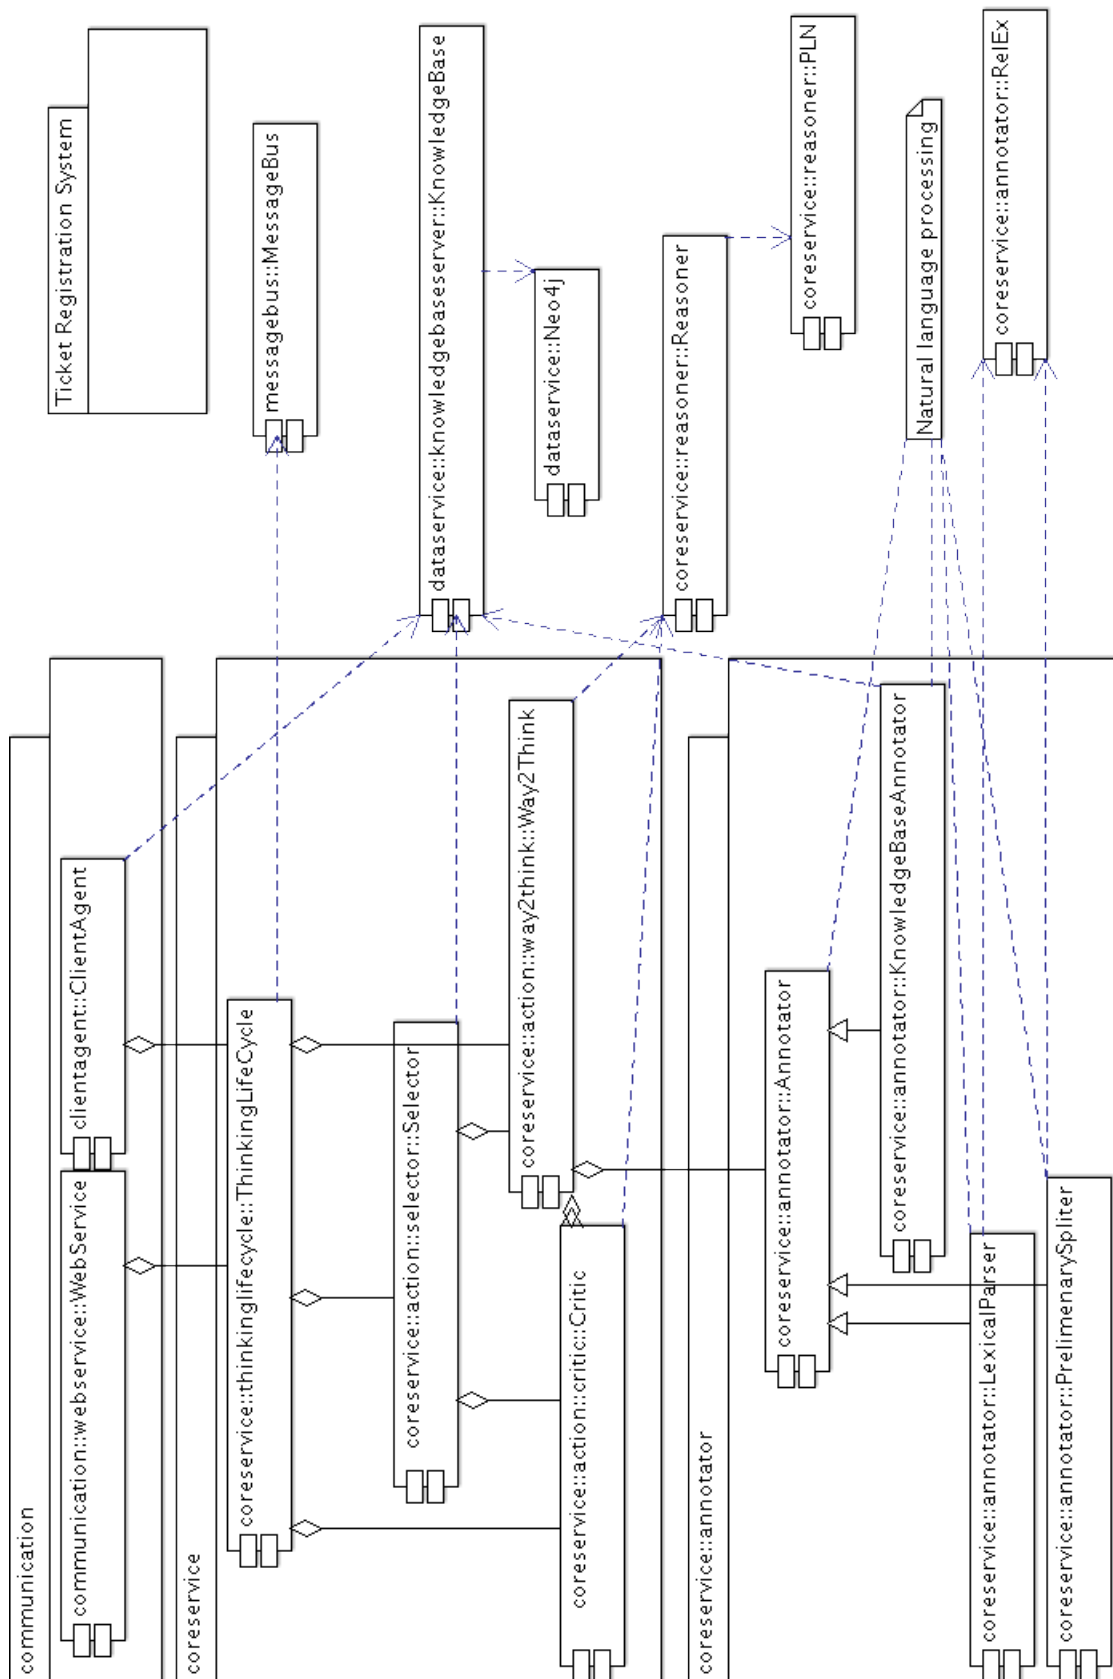 communication
communication::webservice::WebService
clientagent::ClientAgent
Ticket Registration System
coreservice
coreservice::thinkinglifecycle::ThinkingLifeCycle
messagebus::MessageBus
coreservice::action::selector::Selector
dataservice::knowledgebaseserver::KnowledgeBase
coreservice::action::way2think::Way2Think
dataservice::Neo4j
coreservice::action::critic::Critic
coreservice::reasoner::Reasoner
coreservice::annotator
coreservice::annotator::Annotator
coreservice::reasoner::PLN
coreservice::annotator::KnowledgeBaseAnnotator
Natural language processing
coreservice::annotator::LexicalParser
coreservice::annotator::RelEx
coreservice::annotator::PrelimenarySpliter